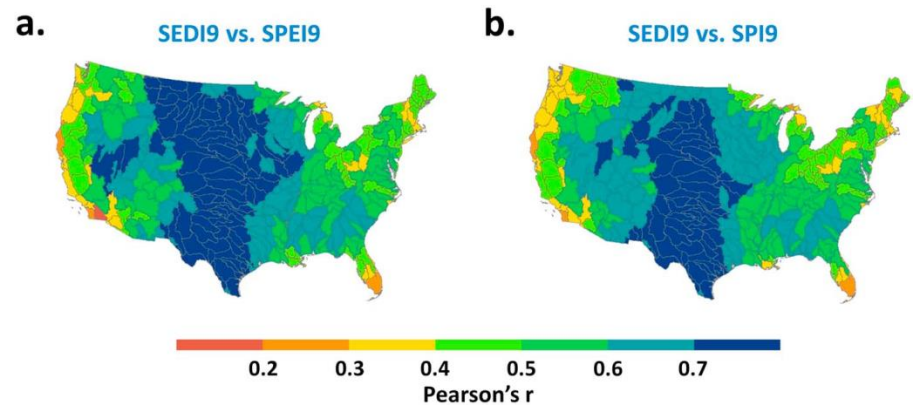 a.
SEDI9 vs. SPEI9
b.
SEDI9 vs. SPI9
0.2 0.3 0.4 0.5 0.6 0.7
Pearson's r